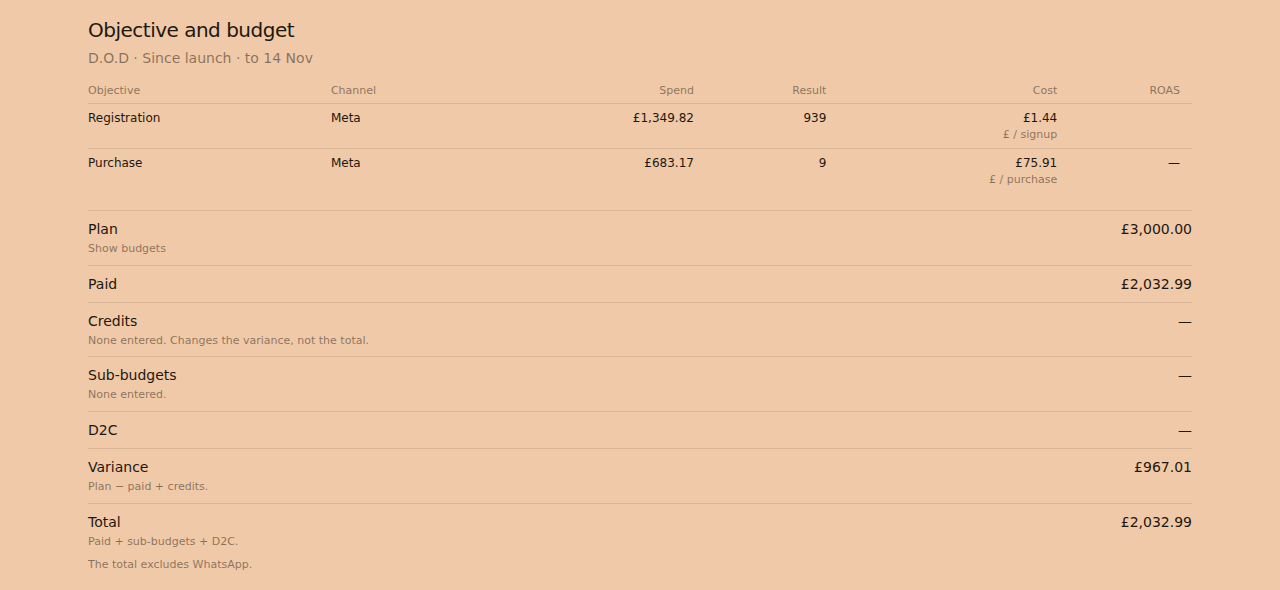 Objective and budget
D.O.D · Since launch · to 14 Nov
Objective Channel Spend Result Cost ROAS
Registration Meta £1,349.82 939 £1.44
£ / signup
Purchase Meta £683.17 9 £75.91 —
£ / purchase
Plan £3,000.00
Show budgets
Paid £2,032.99
Credits —
None entered. Changes the variance, not the total.
Sub-budgets —
None entered.
D2C —
Variance £967.01
Plan − paid + credits.
Total £2,032.99
Paid + sub-budgets + D2C.
The total excludes WhatsApp.